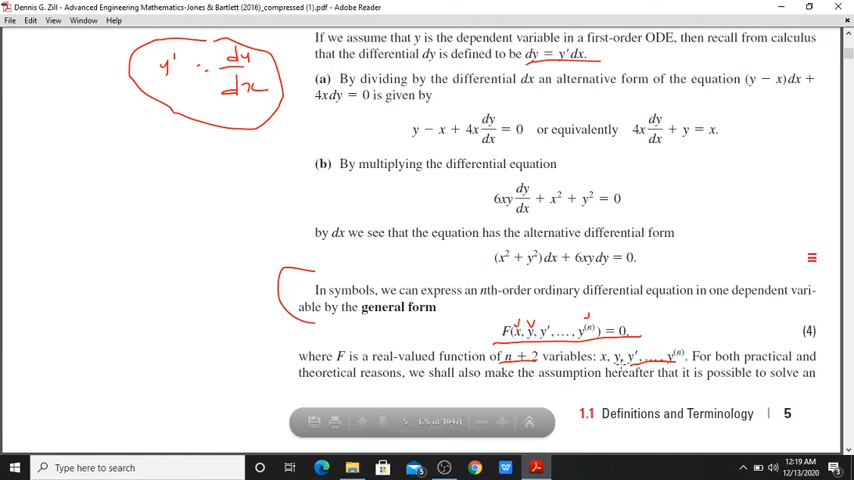 Dennis G. Zill - Advanced Engineering Mathematics-Jones & Bartlett (2016)_compressed (1).pdf - Adobe Reader
File Edit View Window Help
If we assume that y is the dependent variable in a first-order ODE, then recall from calculus
that the differential dy is defined to be dy = y′dx.
y′ ∴ dy/dx
(a) By dividing by the differential dx an alternative form of the equation (y − x)dx +
4xdy = 0 is given by
y − x + 4x dy/dx = 0 or equivalently 4x dy/dx + y = x.
(b) By multiplying the differential equation
6xy dy/dx + x² + y² = 0
by dx we see that the equation has the alternative differential form
(x² + y²)dx + 6xydy = 0.
In symbols, we can express an nth-order ordinary differential equation in one dependent vari-
able by the general form
F(x, y, y′, …, y⁽ⁿ⁾) = 0, (4)
where F is a real-valued function of n + 2 variables: x, y, y′, …, y⁽ⁿ⁾. For both practical and
theoretical reasons, we shall also make the assumption hereafter that it is possible to solve an
5 (26 of 1047)
1.1 Definitions and Terminology | 5
Type here to search
5
W
12:19 AM
12/13/2020
3